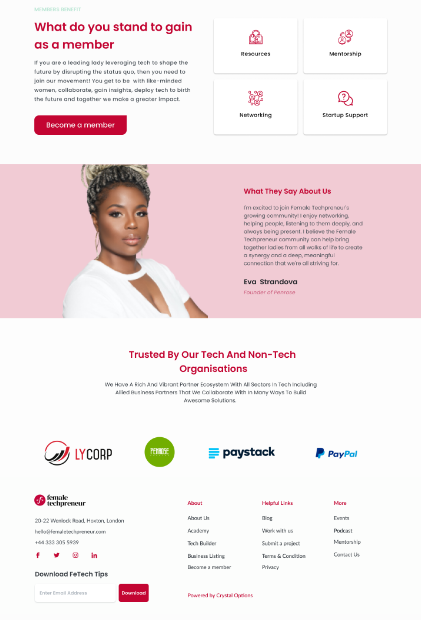 MEMBERS BENEFIT
What do you stand to gain
as a member
If you are a leading lady leveraging tech to shape the
future by disrupting the status quo, then you need to
join our movement! You get to be with like-minded
women, collaborate, gain insights, deploy tech to birth
the future and together we make a greater impact.
Become a member
Resources
Mentorship
Networking
Startup Support
What They Say About Us
I'm excited to join Female Techpreneur's
growing community! I enjoy networking,
helping people, listening to them deeply, and
always being present. I believe the Female
Techpreneur community can help bring
together ladies from all walks of life to create
a synergy and a deep, meaningful
connection that we're all striving for.
Eva Strandova
Founder of Pemrose
Trusted By Our Tech And Non-Tech
Organisations
We Have A Rich And Vibrant Partner Ecosystem With All Sectors In Tech Including
Allied Business Partners That We Collaborate With In Many Ways To Build
Awesome Solutions.
LYCORP
PEMROSE
paystack
PayPal
female
techpreneur
20-22 Wenlock Road, Hoxton, London
hello@femaletechpreneur.com
+44 333 305 5939
Download FeTech Tips
Enter Email Address
Download
About
About Us
Academy
Tech Builder
Business Listing
Become a member
Helpful Links
Blog
Work with us
Submit a project
Terms & Condition
Privacy
More
Events
Podcast
Mentorship
Contact Us
Powered by Crystal Options